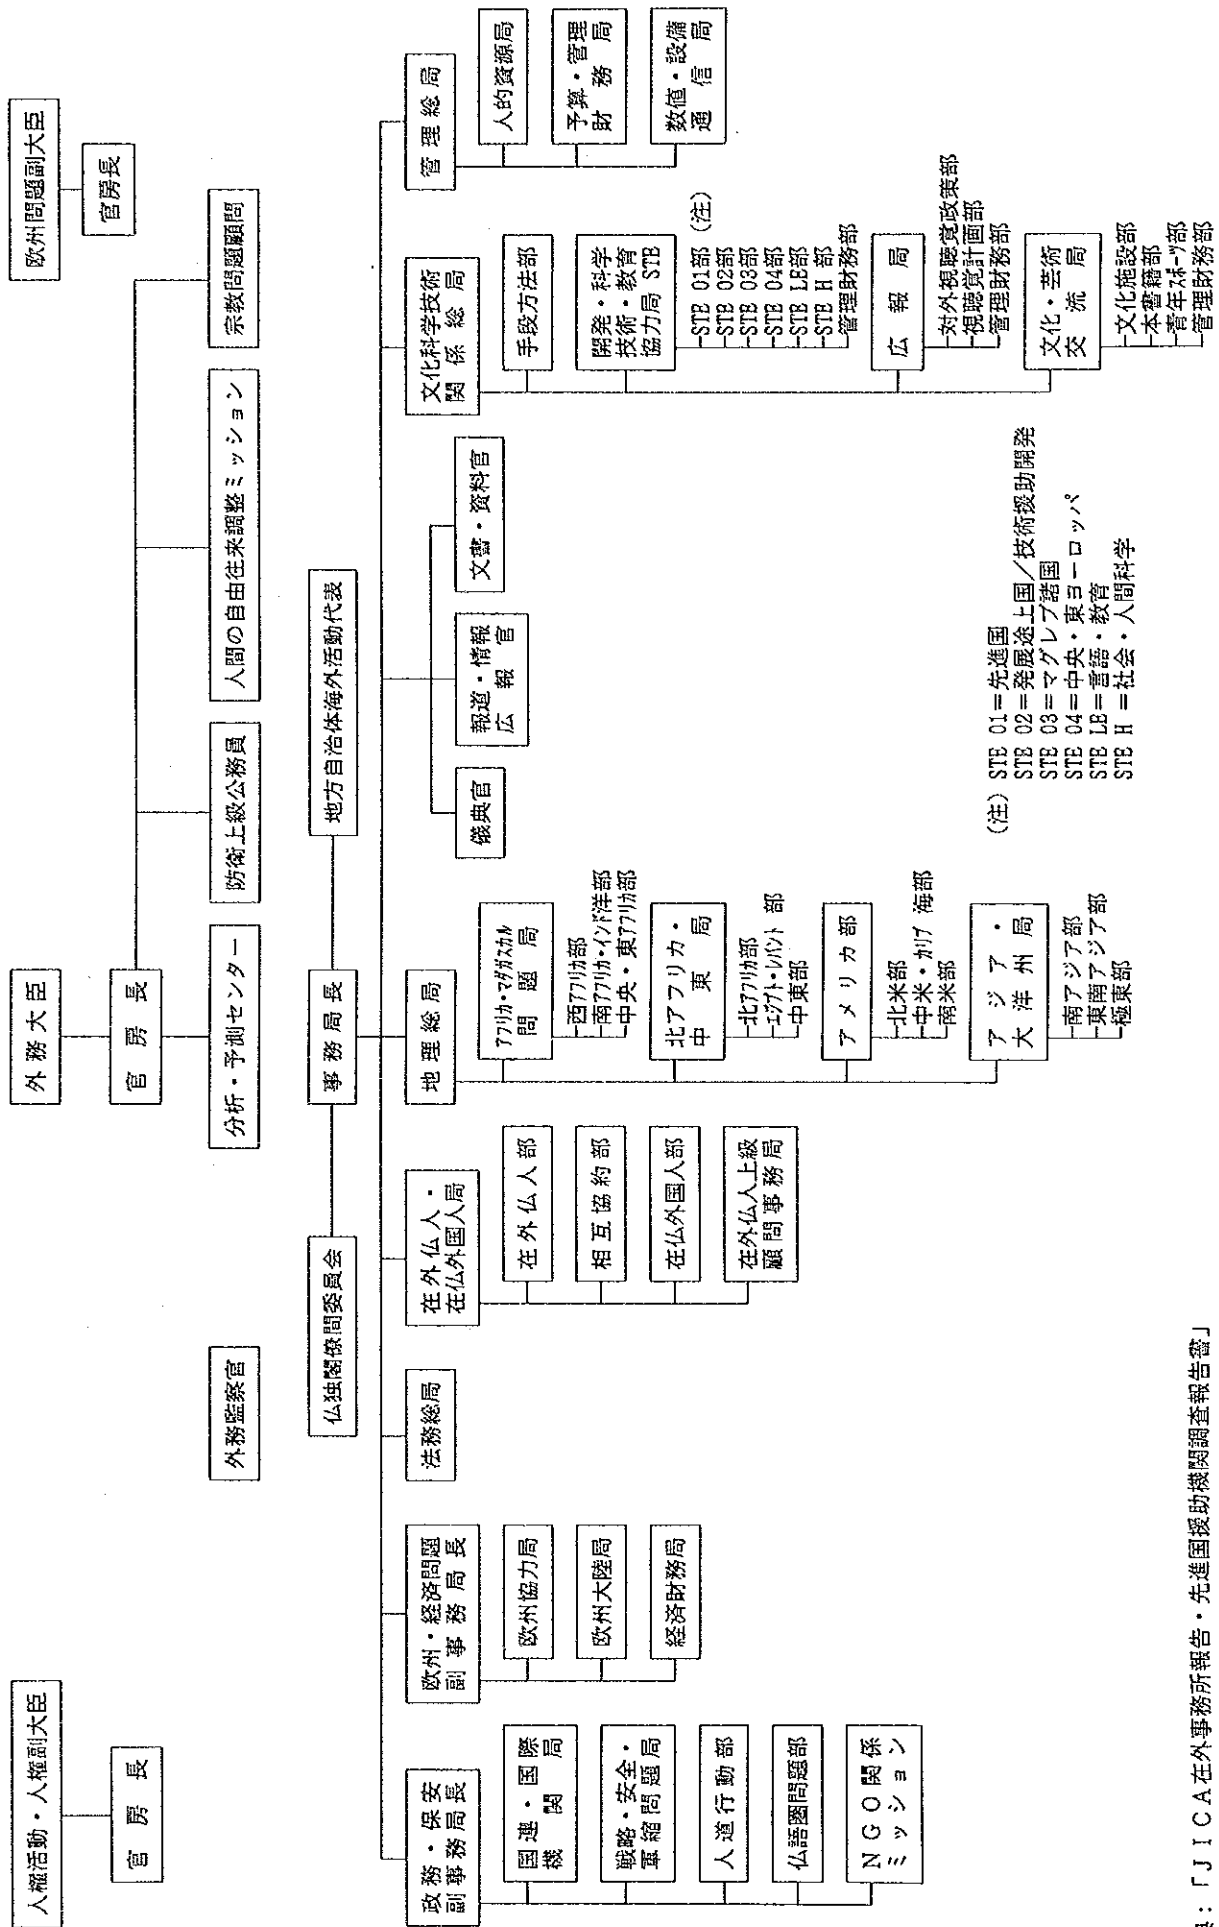 人権活動・人権副大臣
官房長
外務大臣
官房長
欧州問題副大臣
官房長
外務監察官
分析・予測センター
防衛上級公務員
人間の自由往来調整ミッション
宗教問題顧問
仏独閣僚間委員会
事務局長
地方自治体海外活動代表
政務・保安
副事務局長
国連・国際
機関局
戦略・安全・
軍縮問題局
人道行動部
仏語圏問題部
NGO関係
ミッション
欧州・経済問題
副事務局長
欧州協力局
欧州大陸局
経済財務局
法務総局
在外仏人・
在仏外国人局
在外仏人部
相互協約部
在仏外国人部
在外仏人上級
顧問事務局
地理総局
アフリカ・マダガスカル
問題局
西アフリカ部
南アフリカ・インド洋部
中央・東アフリカ部
北アフリカ・
中東局
北アフリカ部
エジプト・レバント部
中東部
アメリカ部
北米部
中米・カリブ海部
南米部
アジア・
大洋州局
南アジア部
東南アジア部
極東部
儀典官
報道・情報
広報官
文書・資料官
文化科学技術
関係総局
手段方法部
開発・科学
技術・教育
協力局 STE
STE 01部 (注)
STE 02部
STE 03部
STE 04部
STE LE部
STE H 部
管理財務部
広報局
対外視聴覚政策部
視聴覚計画部
管理財務部
文化・芸術
交流局
文化施設部
本書籍部
青年スポーツ部
管理財務部
管理総局
人的資源局
予算・管理
財務局
数値・設備
通信局
(注) STE 01=先進国
STE 02=発展途上国/技術援助開発
STE 03=マグレブ諸国
STE 04=中央・東ヨーロッパ
STE LE=言語・教育
STE H =社会・人間科学
:「JICA在外事務所報告・先進国援助機関調査報告書」